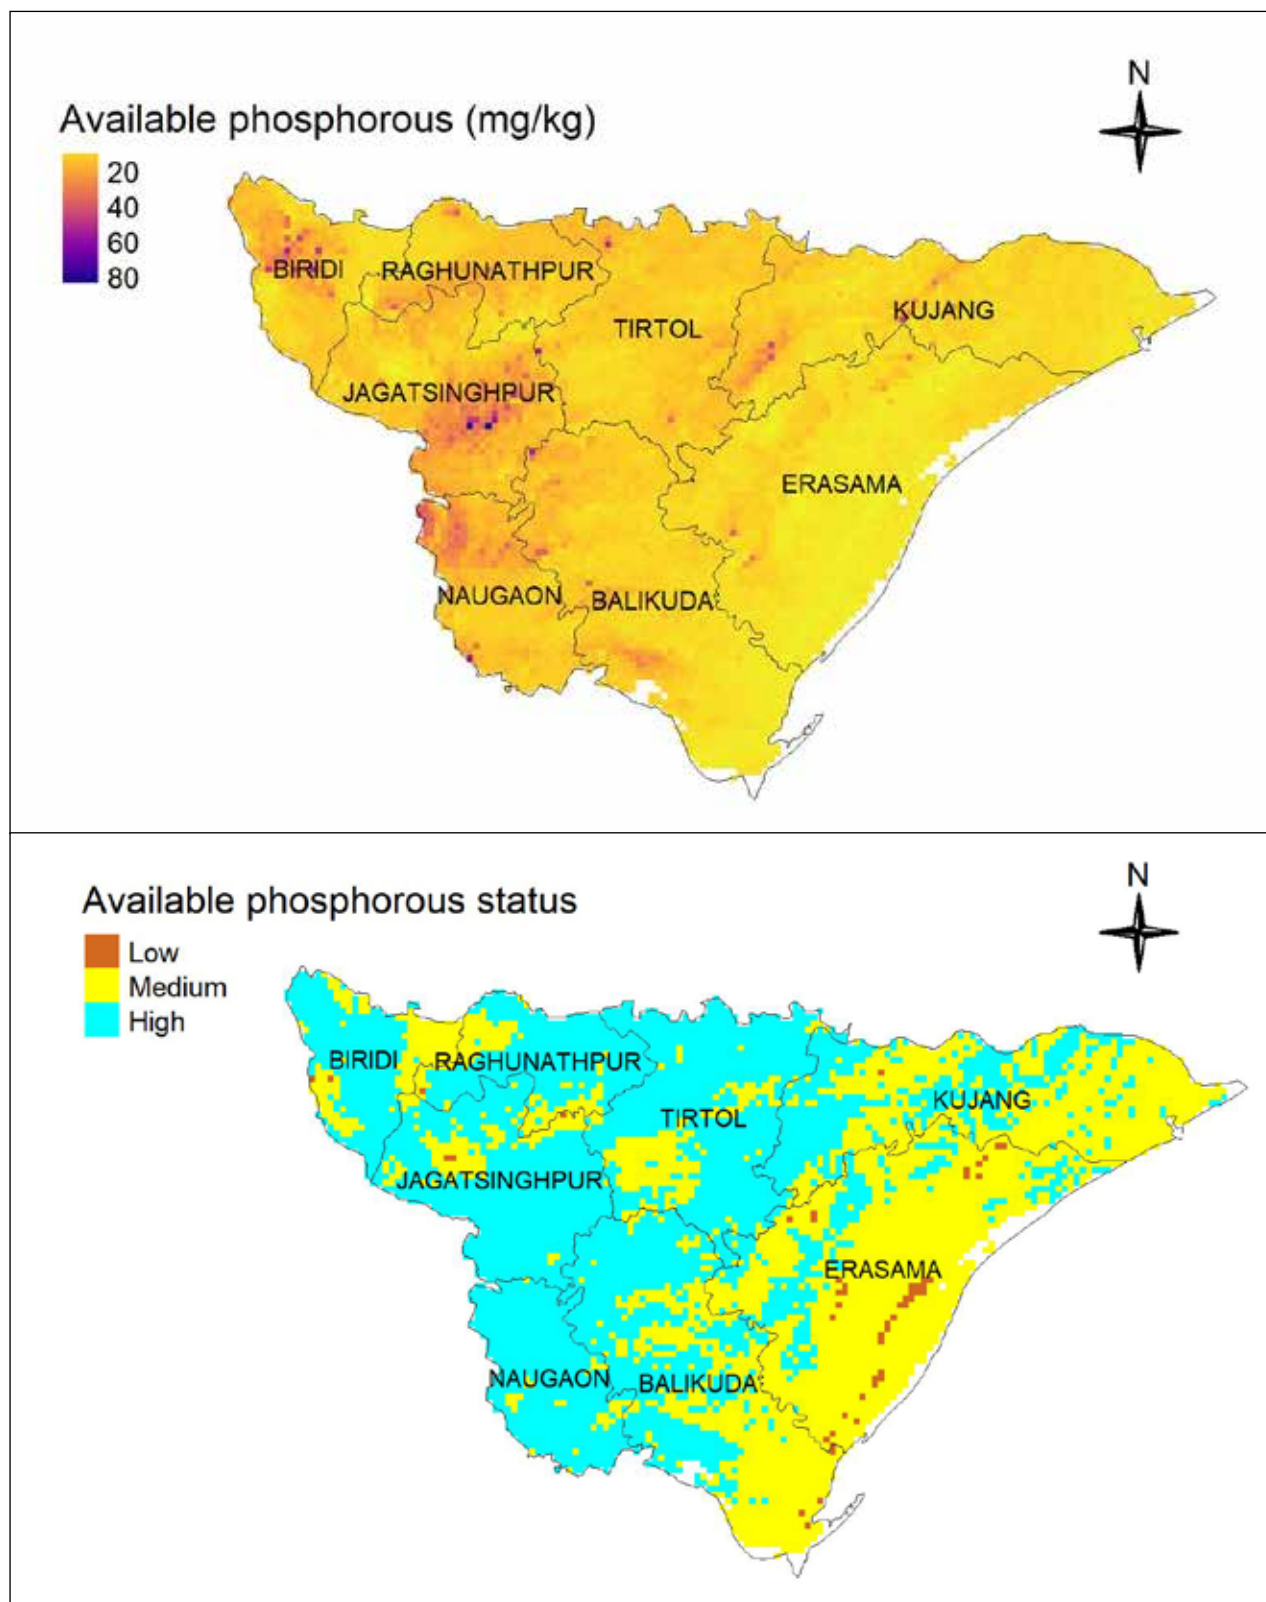 N
Available phosphorous (mg/kg)
20
40
60
80
BIRIDI
RAGHUNATHPUR
KUJANG
TIRTOL
JAGATSINGHPUR
ERASAMA
NAUGAON
BALIKUDA
N
Available phosphorous status
Low
Medium
High
BIRIDI
RAGHUNATHPUR
KUJANG
TIRTOL
JAGATSINGHPUR
ERASAMA
NAUGAON
BALIKUDA